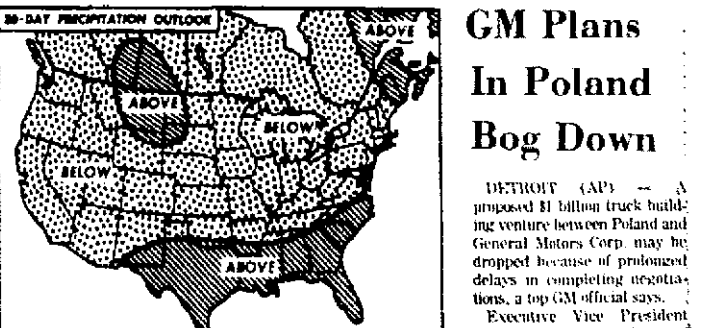 30-DAY PRECIPITATION OUTLOOK
ABOVE
ABOVE
BELOW
BELOW
ABOVE
GM Plans
In Poland
Bog Down
DETROIT (AP) — A
proposed $1 billion truck build-
ing venture between Poland and
General Motors Corp. may be
dropped because of prolonged
delays in completing negotia-
tions, a top GM official says.
Executive Vice President